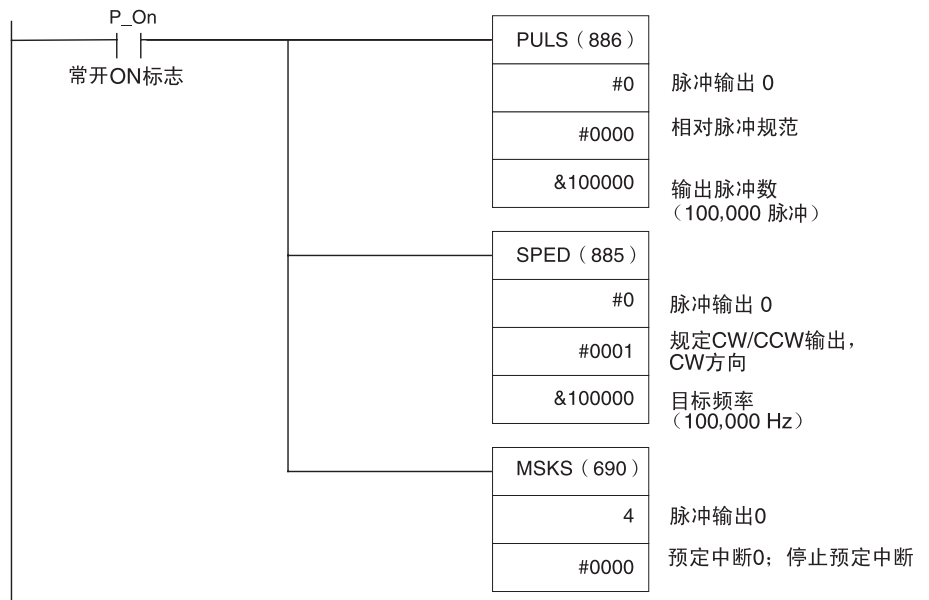 P_On
常开ON标志
PULS（886）
#0 脉冲输出 0
#0000 相对脉冲规范
&100000 输出脉冲数
（100,000 脉冲）
SPED（885）
#0 脉冲输出 0
#0001 规定CW/CCW输出，
CW方向
&100000 目标频率
（100,000 Hz）
MSKS（690）
4 脉冲输出0
#0000 预定中断0；停止预定中断